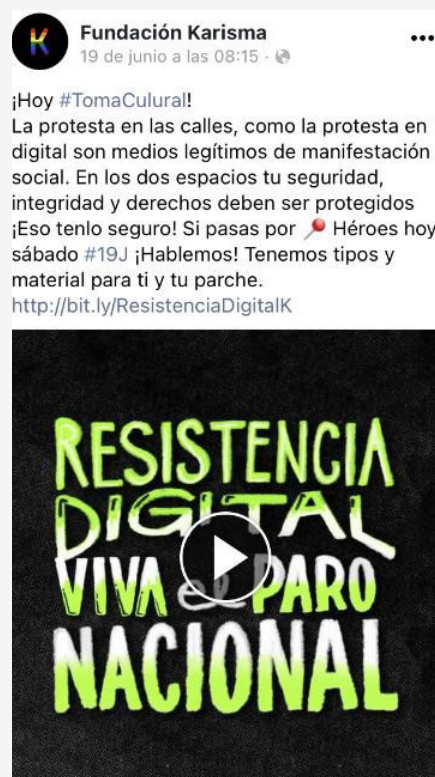 K
Fundación Karisma
19 de junio a las 08:15 ·
¡Hoy #TomaCulural!
La protesta en las calles, como la protesta en
digital son medios legítimos de manifestación
social. En los dos espacios tu seguridad,
integridad y derechos deben ser protegidos
¡Eso tenlo seguro! Si pasas por 📍 Héroes hoy
sábado #19J ¡Hablemos! Tenemos tipos y
material para ti y tu parche.
http://bit.ly/ResistenciaDigitalK
RESISTENCIA
DIGITAL
VIVA el PARO
NACIONAL